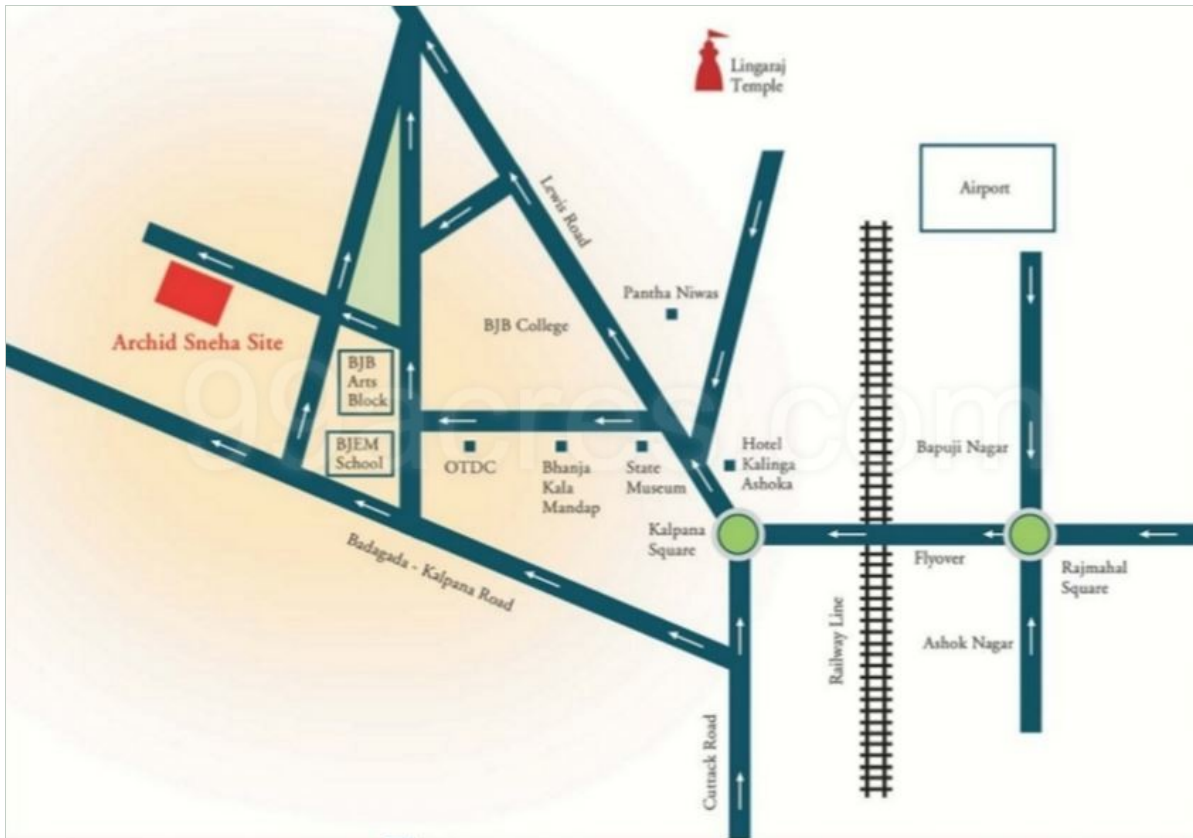 Lingaraj
Temple
Airport
Lewis Road
Pantha Niwas
BJB College
Archid Sneha Site
BJB
Arts
Block
BJEM
School
OTDC
Bhanja
Kala
Mandap
State
Museum
Hotel
Kalinga
Ashoka
Bapuji Nagar
Kalpana
Square
Flyover
Rajmahal
Square
Badagada - Kalpana Road
Railway Line
Ashok Nagar
Cuttack Road
99acres.com